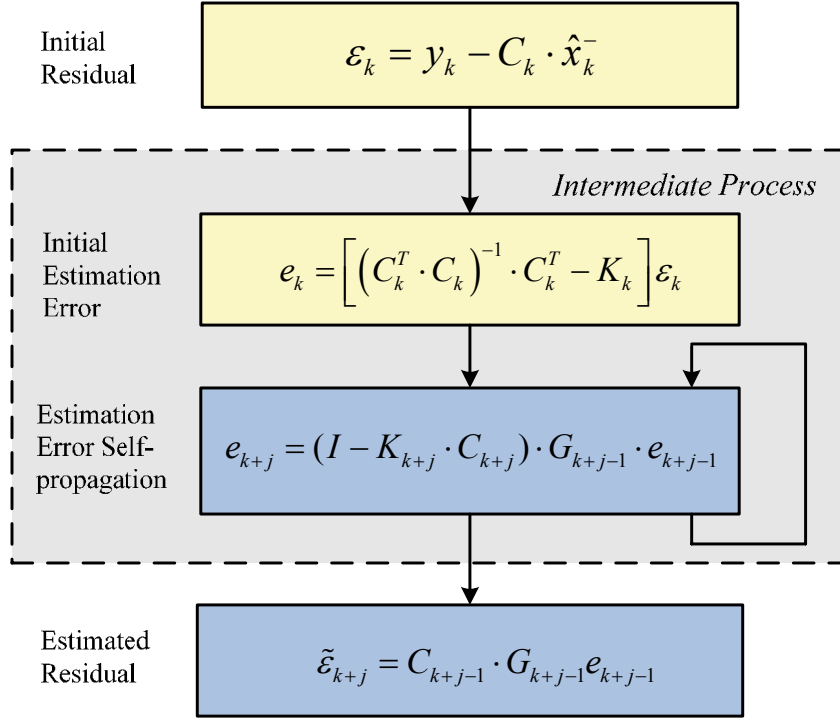 Initial
Residual
ε_k = y_k − C_k · x̂_k^−
Intermediate Process
Initial
Estimation
Error
e_k = [(C_k^T · C_k)^{−1} · C_k^T − K_k] ε_k
Estimation
Error Self-
propagation
e_{k+j} = (I − K_{k+j} · C_{k+j}) · G_{k+j−1} · e_{k+j−1}
Estimated
Residual
ε̃_{k+j} = C_{k+j−1} · G_{k+j−1} e_{k+j−1}